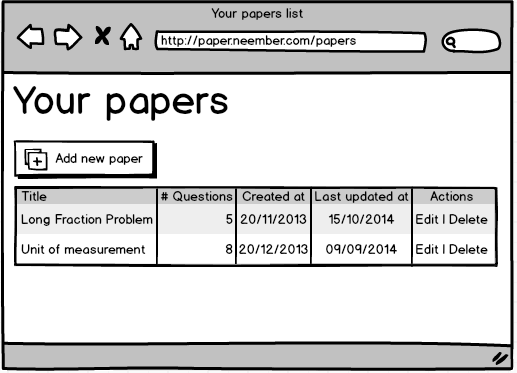 Your papers list
http://paper.neember.com/papers
Your papers
Add new paper
Title # Questions Created at Last updated at Actions
Long Fraction Problem 5 20/11/2013 15/10/2014 Edit | Delete
Unit of measurement 8 20/12/2013 09/09/2014 Edit | Delete